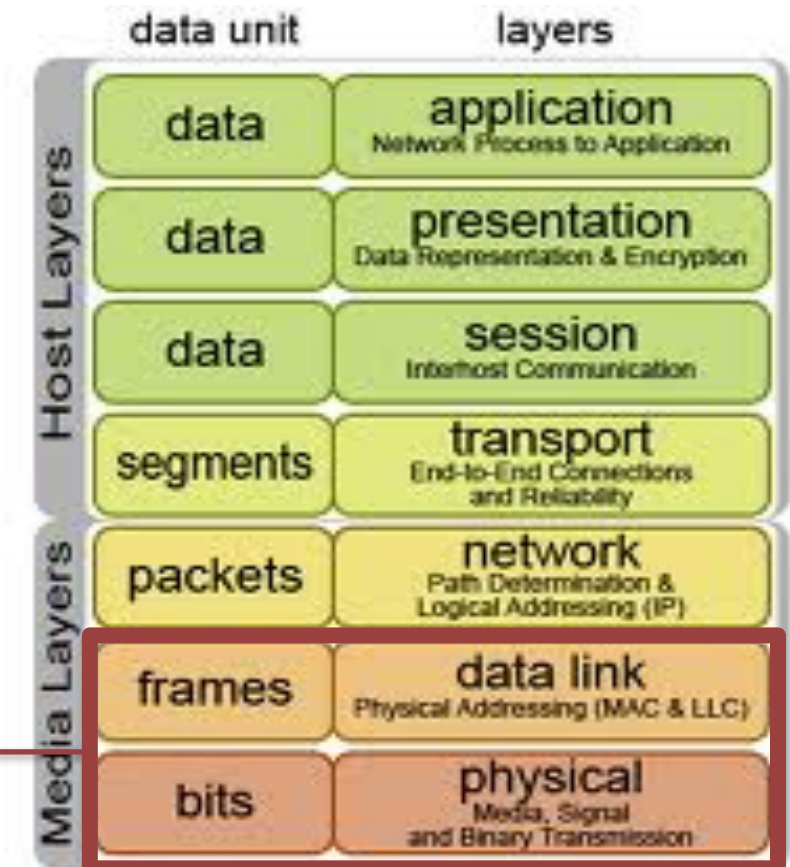 data unit layers
Host Layers
data application
Network Process to Application
data presentation
Data Representation & Encryption
data session
Interhost Communication
segments transport
End-to-End Connections
and Reliability
Media Layers
packets network
Path Determination &
Logical Addressing (IP)
frames data link
Physical Addressing (MAC & LLC)
bits physical
Media, Signal
and Binary Transmission